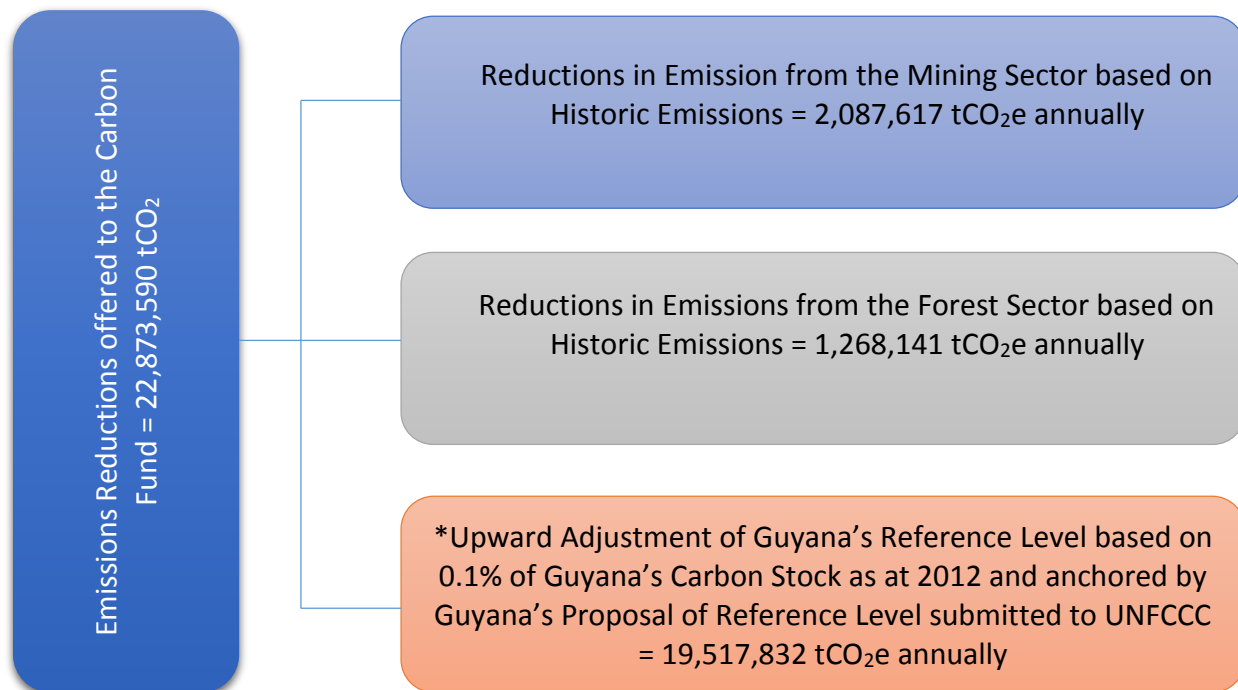 Emissions Reductions offered to the Carbon
Fund = 22,873,590 tCO₂
Reductions in Emission from the Mining Sector based on
Historic Emissions = 2,087,617 tCO₂e annually
Reductions in Emissions from the Forest Sector based on
Historic Emissions = 1,268,141 tCO₂e annually
*Upward Adjustment of Guyana’s Reference Level based on
0.1% of Guyana’s Carbon Stock as at 2012 and anchored by
Guyana’s Proposal of Reference Level submitted to UNFCCC
= 19,517,832 tCO₂e annually